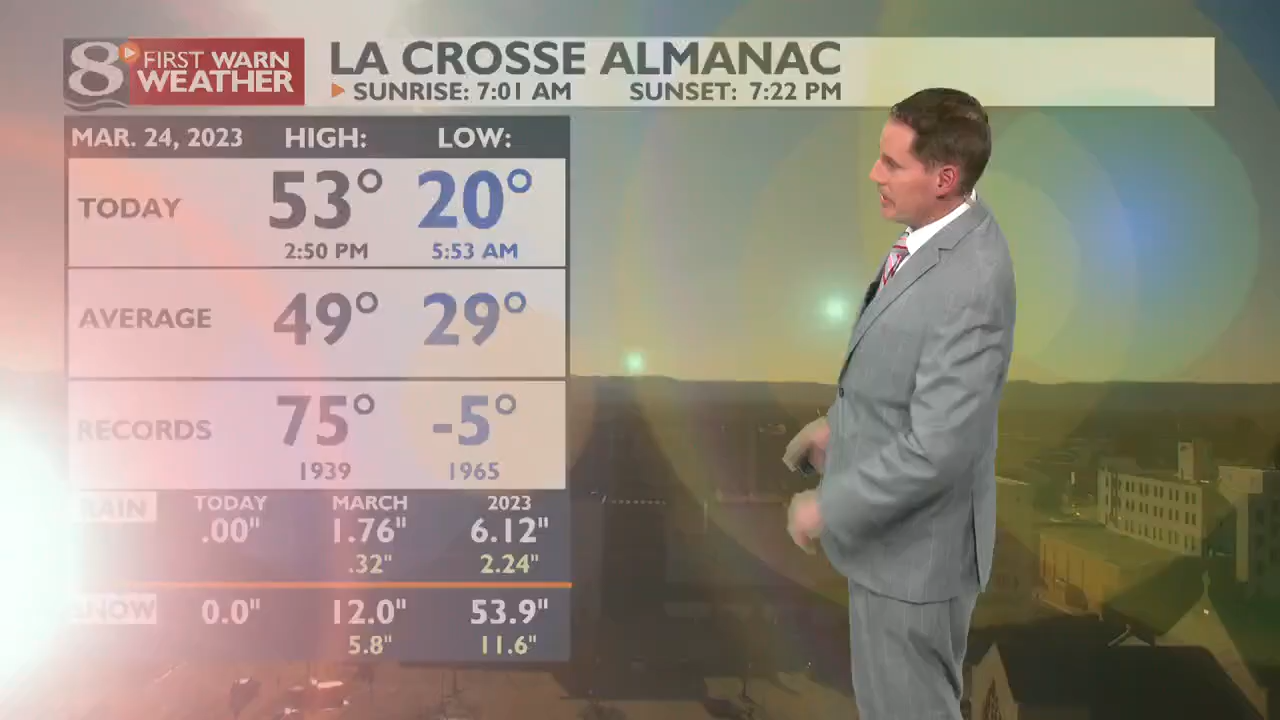 8 FIRST WARN WEATHER
LA CROSSE ALMANAC
SUNRISE: 7:01 AM SUNSET: 7:22 PM
MAR. 24, 2023 HIGH: LOW:
TODAY 53° 20°
2:50 PM 5:53 AM
AVERAGE 49° 29°
RECORDS 75° -5°
1939 1965
RAIN TODAY MARCH 2023
.00" 1.76" 6.12"
.32" 2.24"
SNOW 0.0" 12.0" 53.9"
5.8" 11.6"